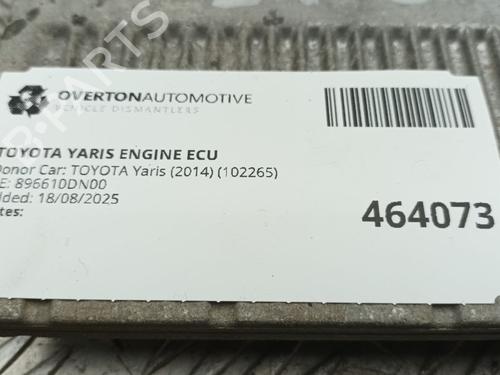 OVERTONAUTOMOTIVE
VEHICLE DISMANTLERS
TOYOTA YARIS ENGINE ECU
Donor Car: TOYOTA Yaris (2014) (102265)
E: 896610DN00
dded: 18/08/2025
tes:
464073